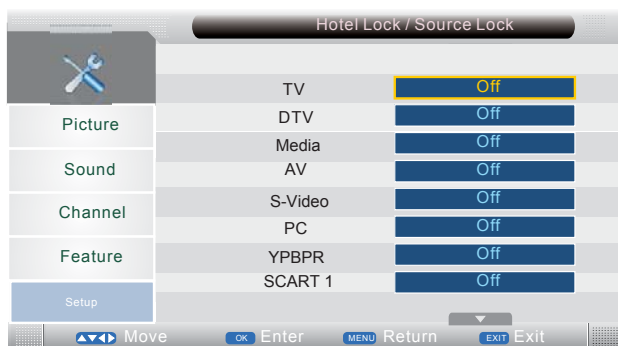 Hotel Lock / Source Lock
TV Off
DTV Off
Media Off
AV Off
S-Video Off
PC Off
YPBPR Off
SCART 1 Off
Picture
Sound
Channel
Feature
Setup
Move OK Enter MENU Return EXIT Exit